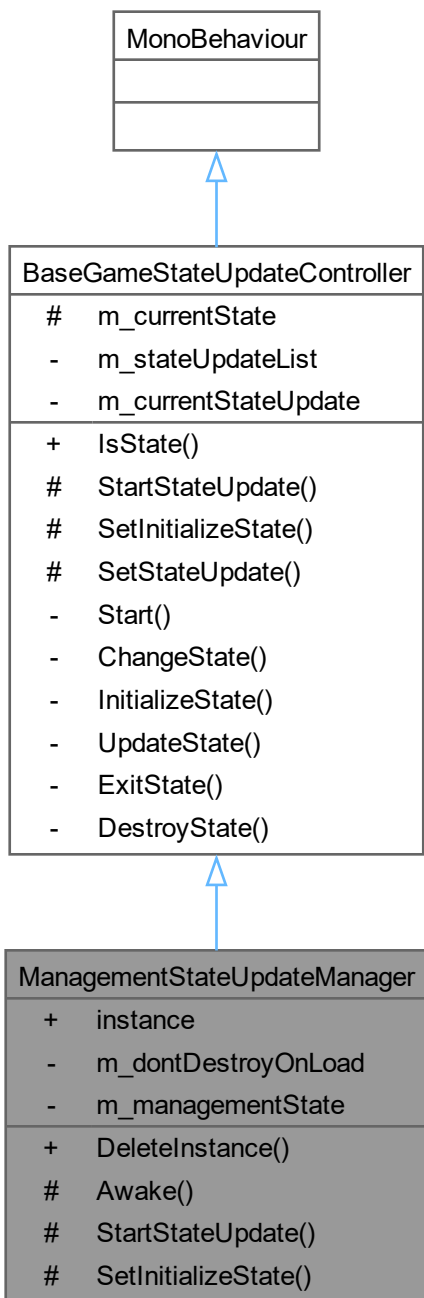 MonoBehaviour
BaseGameStateUpdateController
# m_currentState
- m_stateUpdateList
- m_currentStateUpdate
+ IsState()
# StartStateUpdate()
# SetInitializeState()
# SetStateUpdate()
- Start()
- ChangeState()
- InitializeState()
- UpdateState()
- ExitState()
- DestroyState()
ManagementStateUpdateManager
+ instance
- m_dontDestroyOnLoad
- m_managementState
+ DeleteInstance()
# Awake()
# StartStateUpdate()
# SetInitializeState()